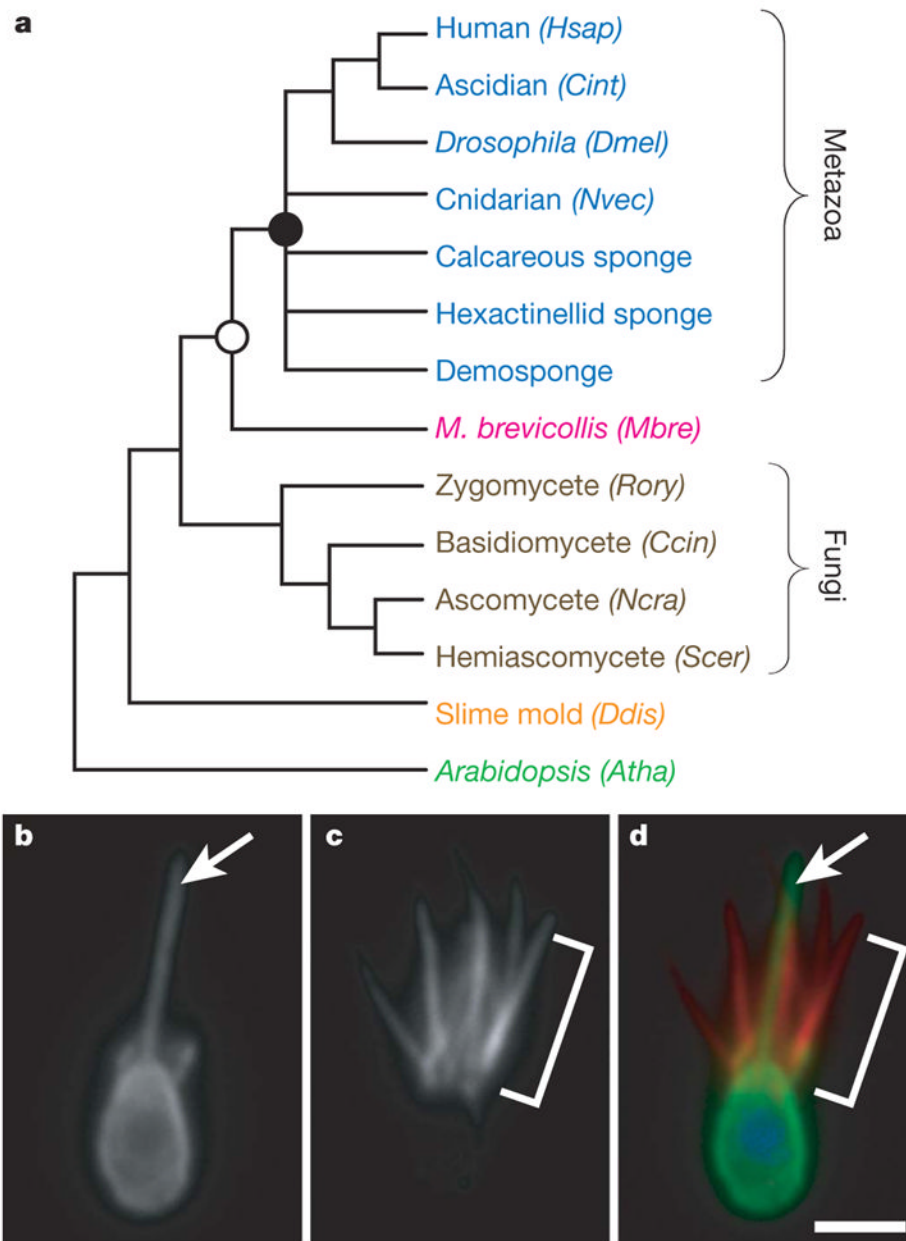 a
Human (Hsap)
Ascidian (Cint)
Drosophila (Dmel)
Cnidarian (Nvec)
Calcareous sponge
Hexactinellid sponge
Demosponge
Metazoa
M. brevicollis (Mbre)
Zygomycete (Rory)
Basidiomycete (Ccin)
Ascomycete (Ncra)
Hemiascomycete (Scer)
Fungi
Slime mold (Ddis)
Arabidopsis (Atha)
b
c
d